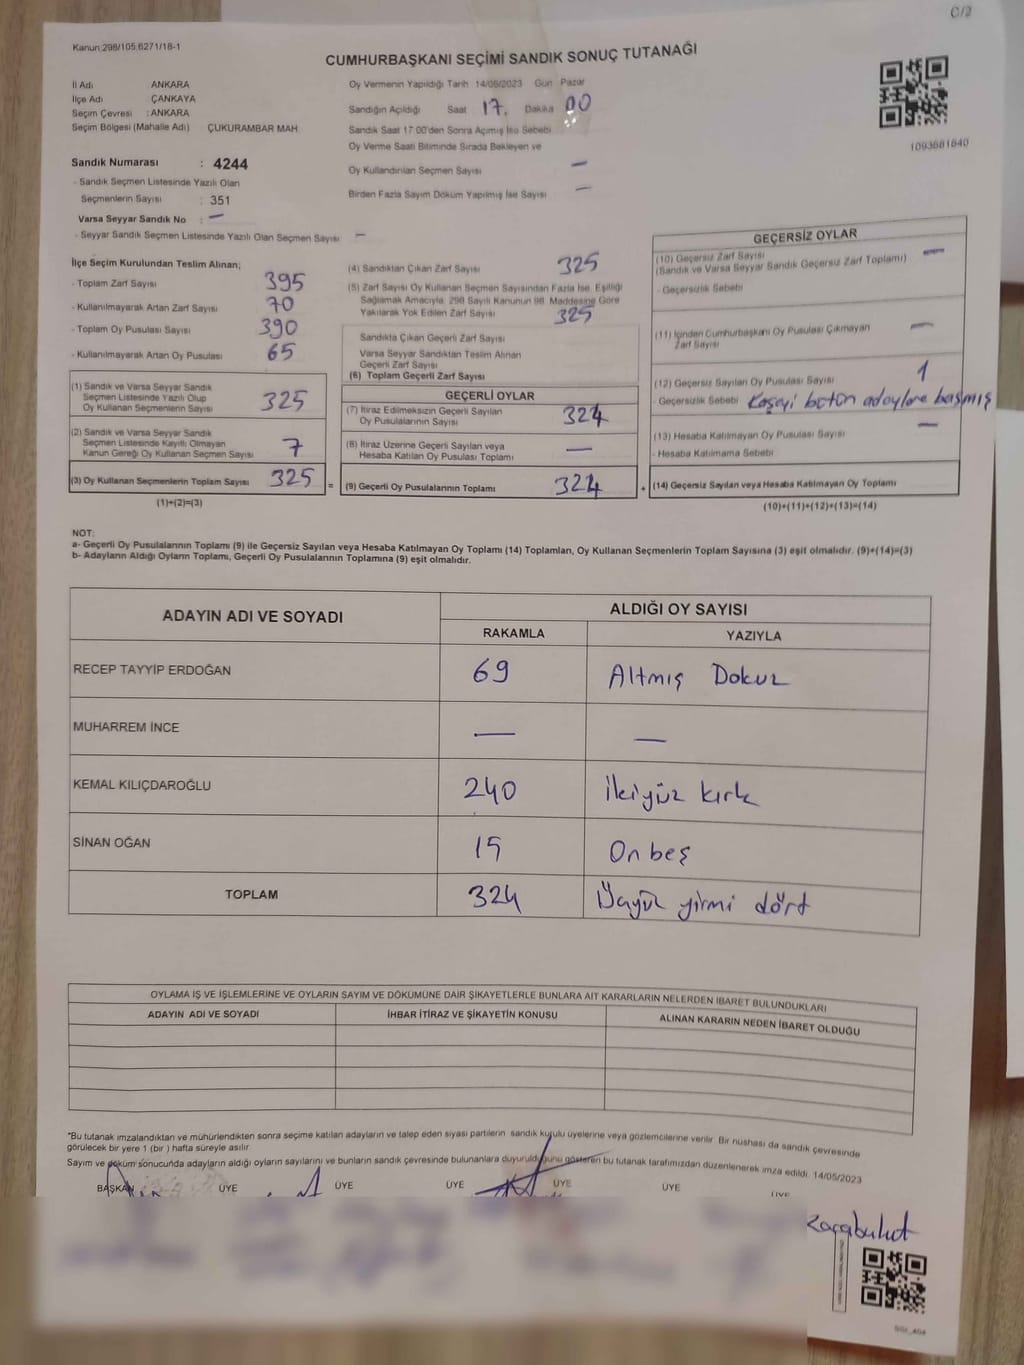 C/2
Kanun:298/105:6271/18-1
CUMHURBAŞKANI SEÇİMİ SANDIK SONUÇ TUTANAĞI
İl Adı ANKARA
İlçe Adı ÇANKAYA
Seçim Çevresi : ANKARA
Seçim Bölgesi (Mahalle Adı) ÇUKURAMBAR MAH.
Sandık Numarası : 4244
- Sandık Seçmen Listesinde Yazılı Olan
Seçmenlerin Sayısı : 351
Varsa Seyyar Sandık No : —
- Seyyar Sandık Seçmen Listesinde Yazılı Olan Seçmen Sayısı —
Oy Vermenin Yapıldığı Tarih 14/05/2023 Gün Pazar
Sandığın Açıldığı Saat 17. Dakika 00
Sandık Saat 17:00'den Sonra Açımış İse Sebebi
Oy Verme Saati Bitiminde Sırada Bekleyen ve
Oy Kullandırılan Seçmen Sayısı —
Birden Fazla Sayım Döküm Yapılmış İse Sayısı —
1093681640
İlçe Seçim Kurulundan Teslim Alınan;
- Toplam Zarf Sayısı 395
- Kullanılmayarak Artan Zarf Sayısı 70
- Toplam Oy Pusulası Sayısı 390
- Kullanılmayarak Artan Oy Pusulası 65
(1) Sandık ve Varsa Seyyar Sandık
Seçmen Listesinde Yazılı Olup
Oy Kullanan Seçmenlerin Sayısı 325
(2) Sandık ve Varsa Seyyar Sandık
Seçmen Listesinde Kayıtlı Olmayan
Kanun Gereği Oy Kullanan Seçmen Sayısı 7
(3) Oy Kullanan Seçmenlerin Toplam Sayısı 325 =
(1)+(2)=(3)
(4) Sandıktan Çıkan Zarf Sayısı 325
(5) Zarf Sayısı Oy Kullanan Seçmen Sayısından Fazla İse, Eşitliği
Sağlamak Amacıyla, 298 Sayılı Kanunun 98. Maddesine Göre
Yakılarak Yok Edilen Zarf Sayısı 325
Sandıkta Çıkan Geçerli Zarf Sayısı
Varsa Seyyar Sandıktan Teslim Alınan
Geçerli Zarf Sayısı
(6) Toplam Geçerli Zarf Sayısı
GEÇERLİ OYLAR
(7) İtiraz Edilmeksizin Geçerli Sayılan
Oy Pusulalarının Sayısı 324
(8) İtiraz Üzerine Geçerli Sayılan veya
Hesaba Katılan Oy Pusulası Toplamı —
(9) Geçerli Oy Pusulalarının Toplamı 324 +
GEÇERSİZ OYLAR
(10) Geçersiz Zarf Sayısı —
(Sandık ve Varsa Seyyar Sandık Geçersiz Zarf Toplamı)
- Geçersizlik Sebebi
(11) İçinden Cumhurbaşkanı Oy Pusulası Çıkmayan —
Zarf Sayısı
(12) Geçersiz Sayılan Oy Pusulası Sayısı 1
- Geçersizlik Sebebi Kaşeyi bütün adaylara basmış
(13) Hesaba Katılmayan Oy Pusulası Sayısı —
- Hesaba Katılmama Sebebi
(14) Geçersiz Sayılan veya Hesaba Katılmayan Oy Toplamı
(10)+(11)+(12)+(13)=(14)
NOT:
a- Geçerli Oy Pusulalarının Toplamı (9) ile Geçersiz Sayılan veya Hesaba Katılmayan Oy Toplamı (14) Toplamları, Oy Kullanan Seçmenlerin Toplam Sayısına (3) eşit olmalıdır. (9)+(14)=(3)
b- Adayların Aldığı Oyların Toplamı, Geçerli Oy Pusulalarının Toplamına (9) eşit olmalıdır.
ADAYIN ADI VE SOYADI ALDIĞI OY SAYISI
RAKAMLA YAZIYLA
RECEP TAYYİP ERDOĞAN 69 Altmış Dokuz
MUHARREM İNCE — —
KEMAL KILIÇDAROĞLU 240 İkiyüz kırk
SİNAN OĞAN 15 On beş
TOPLAM 324 Üçyüz yirmi dört
OYLAMA İŞ VE İŞLEMLERİNE VE OYLARIN SAYIM VE DÖKÜMÜNE DAİR ŞİKAYETLERLE BUNLARA AİT KARARLARIN NELERDEN İBARET BULUNDUKLARI
ADAYIN ADI VE SOYADI İHBAR İTİRAZ VE ŞİKAYETİN KONUSU ALINAN KARARIN NEDEN İBARET OLDUĞU
*Bu tutanak imzalandıktan ve mühürlendikten sonra seçime katılan adayların ve talep eden siyasi partilerin sandık kurulu üyelerine veya gözlemcilerine verilir. Bir nüshası da sandık çevresinde
görülecek bir yere 1 (bir ) hafta süreyle asılır
Sayım ve döküm sonucunda adayların aldığı oyların sayılarını ve bunların sandık çevresinde bulunanlara duyurulduğunu gösteren bu tutanak tarafımızdan düzenlenerek imza edildi. 14/05/2023
BAŞKAN ÜYE ÜYE ÜYE ÜYE ÜYE ÜYE